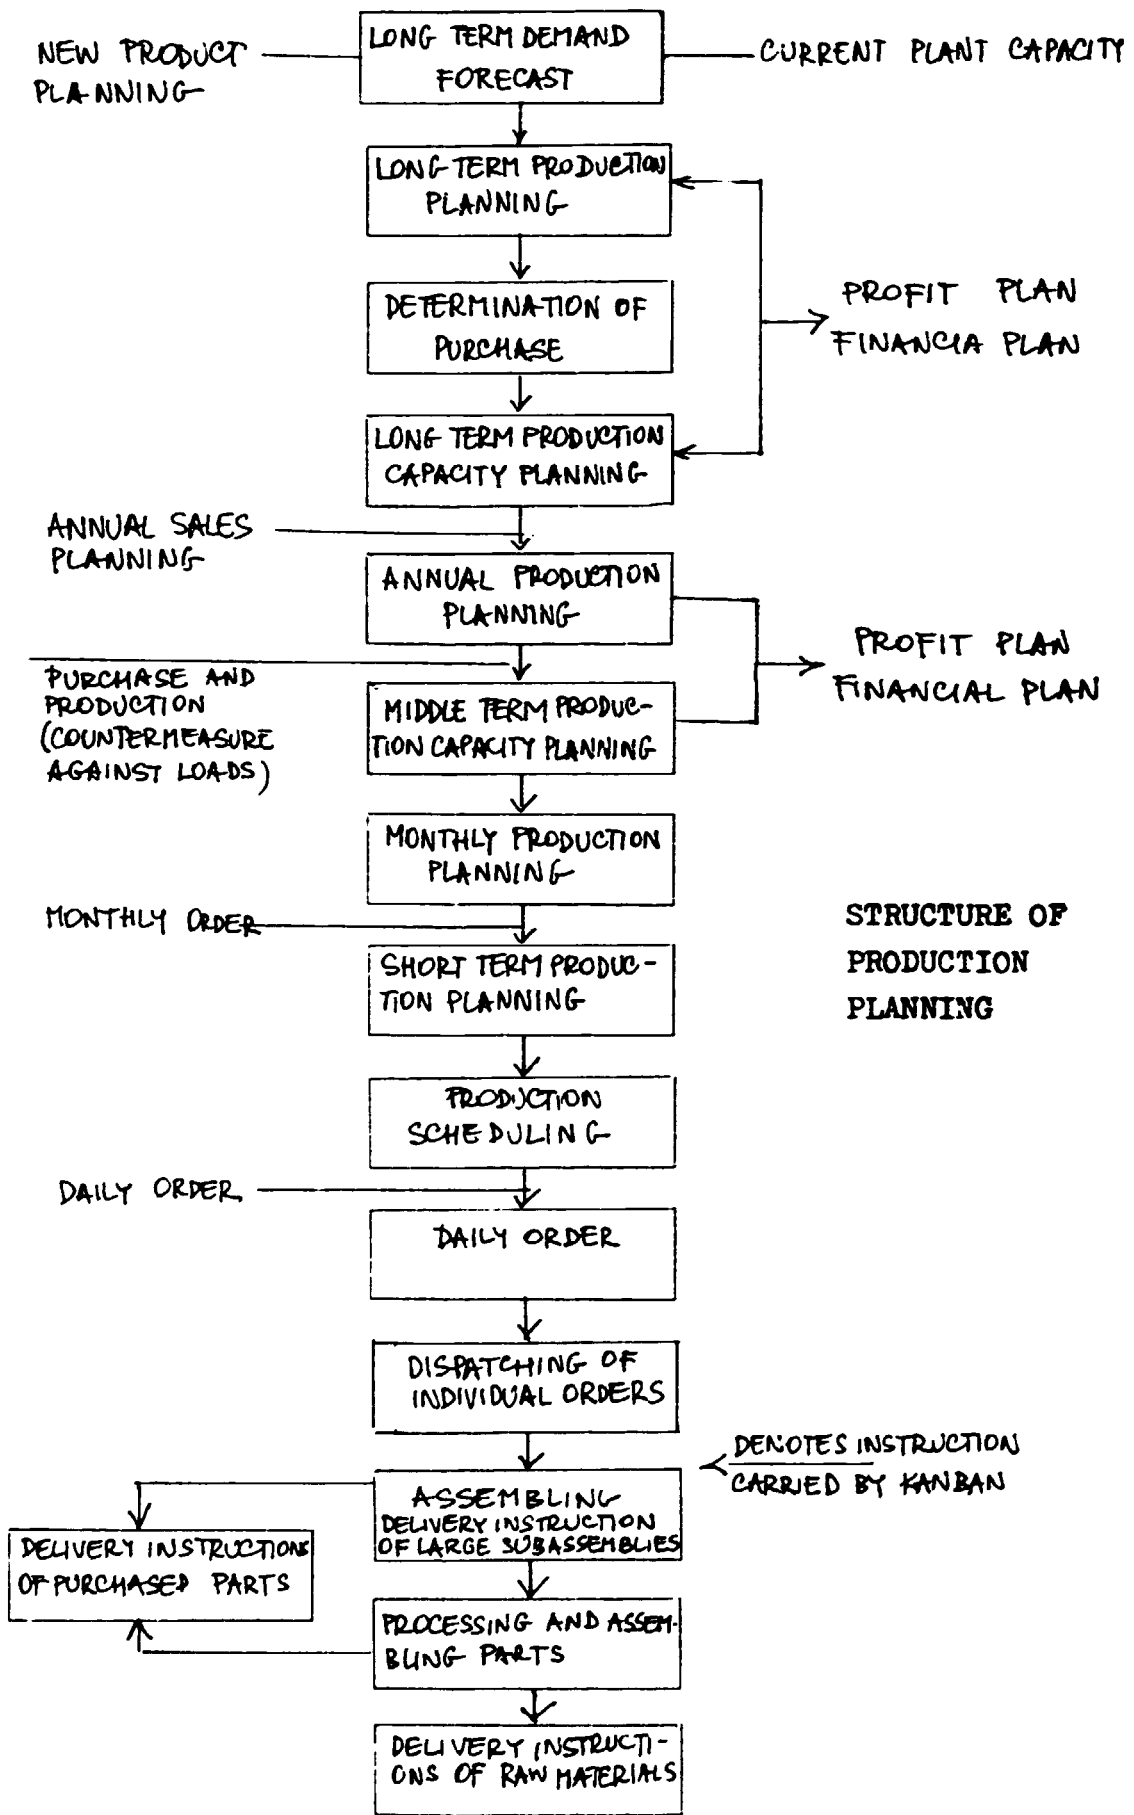 NEW PRODUCT
PLANNING
LONG TERM DEMAND
FORECAST
CURRENT PLANT CAPACITY
LONG TERM PRODUCTION
PLANNING
DETERMINATION OF
PURCHASE
PROFIT PLAN
FINANCIA PLAN
LONG TERM PRODUCTION
CAPACITY PLANNING
ANNUAL SALES
PLANNING
ANNUAL PRODUCTION
PLANNING
PROFIT PLAN
FINANCIAL PLAN
PURCHASE AND
PRODUCTION
(COUNTERMEASURE
AGAINST LOADS)
MIDDLE TERM PRODUC-
TION CAPACITY PLANNING
MONTHLY PRODUCTION
PLANNING
MONTHLY ORDER
STRUCTURE OF
PRODUCTION
PLANNING
SHORT TERM PRODUC-
TION PLANNING
PRODUCTION
SCHEDULING
DAILY ORDER
DAILY ORDER
DISPATCHING OF
INDIVIDUAL ORDERS
DENOTES INSTRUCTION
CARRIED BY KANBAN
ASSEMBLING
DELIVERY INSTRUCTION
OF LARGE SUBASSEMBLIES
DELIVERY INSTRUCTIONS
OF PURCHASED PARTS
PROCESSING AND ASSEM-
BLING PARTS
DELIVERY INSTRUCTI-
ONS OF RAW MATERIALS